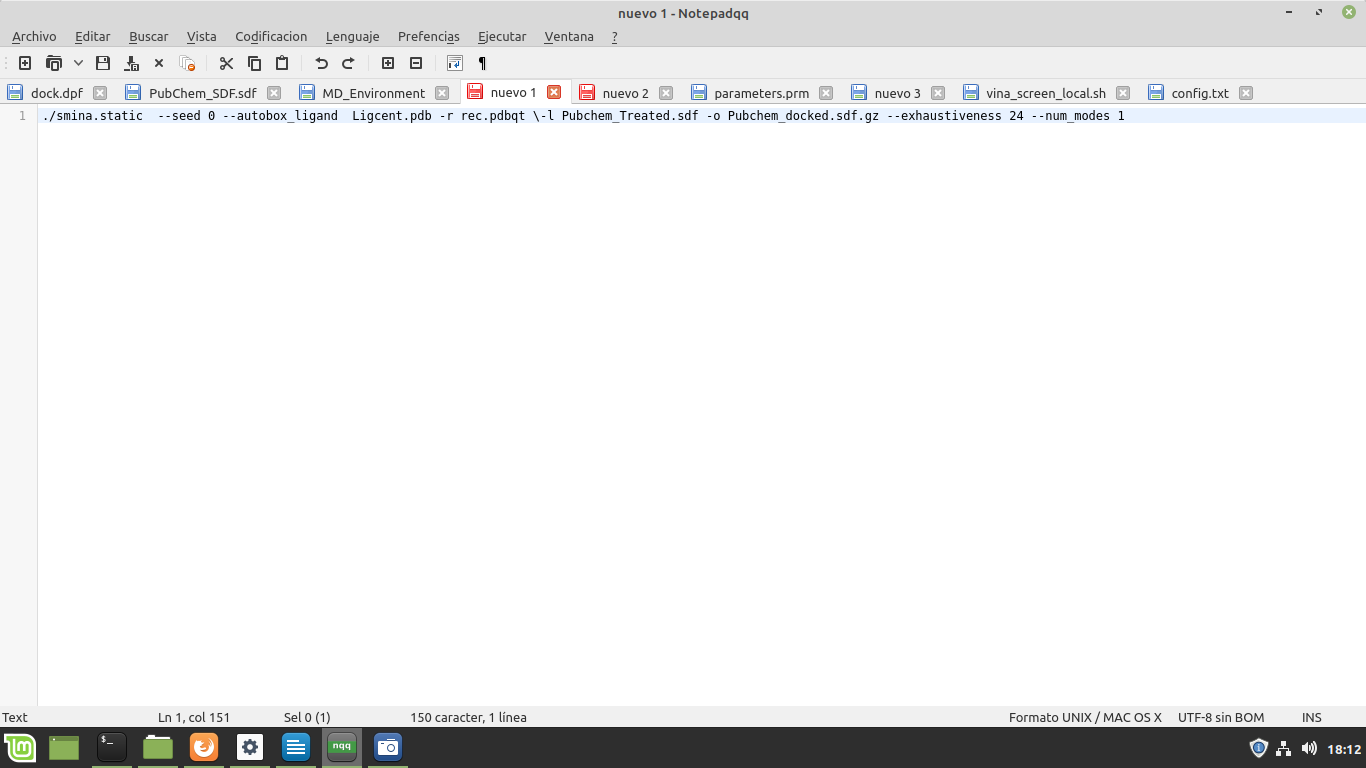 nuevo 1 - Notepadqq
Archivo Editar Buscar Vista Codificacion Lenguaje Prefencias Ejecutar Ventana ?
dock.dpf PubChem_SDF.sdf MD_Environment nuevo 1 nuevo 2 parameters.prm nuevo 3 vina_screen_local.sh config.txt
1 ./smina.static  --seed 0 --autobox_ligand  Ligcent.pdb -r rec.pdbqt \-l Pubchem_Treated.sdf -o Pubchem_docked.sdf.gz --exhaustiveness 24 --num_modes 1
Text Ln 1, col 151 Sel 0 (1) 150 caracter, 1 línea Formato UNIX / MAC OS X UTF-8 sin BOM INS
$_ nqq 18:12